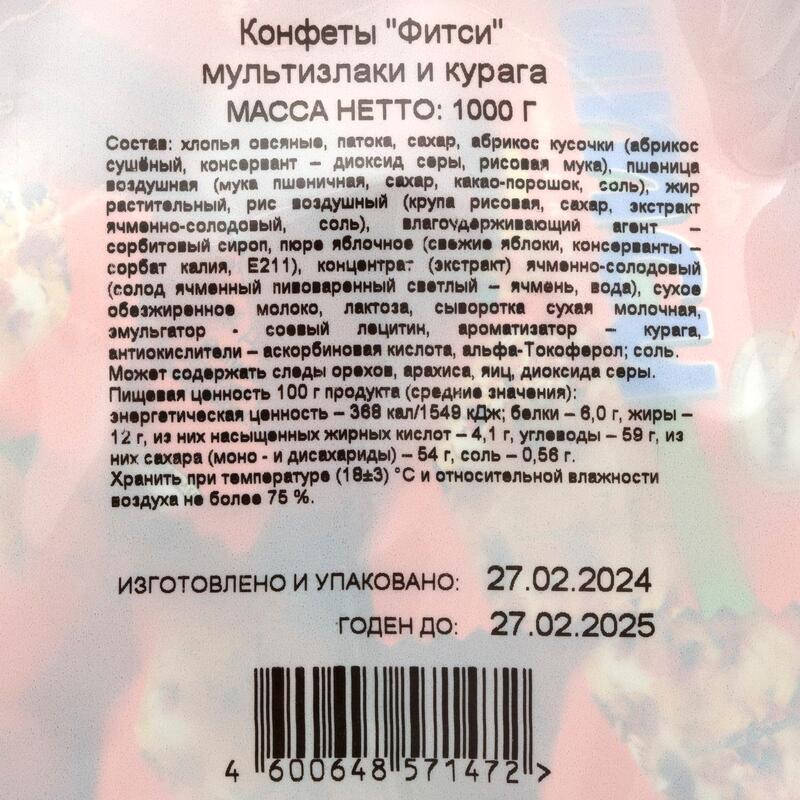 Конфеты "Фитси"
мультизлаки и курага
МАССА НЕТТО: 1000 Г
Состав: хлопья овсяные, патока, сахар, абрикос кусочки (абрикос
сушёный, консервант – диоксид серы, рисовая мука), пшеница
воздушная (мука пшеничная, сахар, какао-порошок, соль), жир
растительный, рис воздушный (крупа рисовая, сахар, экстракт
ячменно-солодовый, соль), влагоудерживающий агент –
сорбитовый сироп, пюре яблочное (свежие яблоки, консерванты –
сорбат калия, Е211), концентрат (экстракт) ячменно-солодовый
(солод ячменный пивоваренный светлый – ячмень, вода), сухое
обезжиренное молоко, лактоза, сыворотка сухая молочная,
эмульгатор - соевый лецитин, ароматизатор – курага,
антиокислители – аскорбиновая кислота, альфа-Токоферол; соль.
Может содержать следы орехов, арахиса, яиц, диоксида серы.
Пищевая ценность 100 г продукта (средние значения):
энергетическая ценность – 368 кал/1549 кДж; белки – 6,0 г, жиры –
12 г, из них насыщенных жирных кислот – 4,1 г, углеводы – 59 г, из
них сахара (моно - и дисахариды) – 54 г, соль – 0,56 г.
Хранить при температуре (18±3) °С и относительной влажности
воздуха не более 75 %.
ИЗГОТОВЛЕНО И УПАКОВАНО: 27.02.2024
ГОДЕН ДО: 27.02.2025
4 600648 571472 >